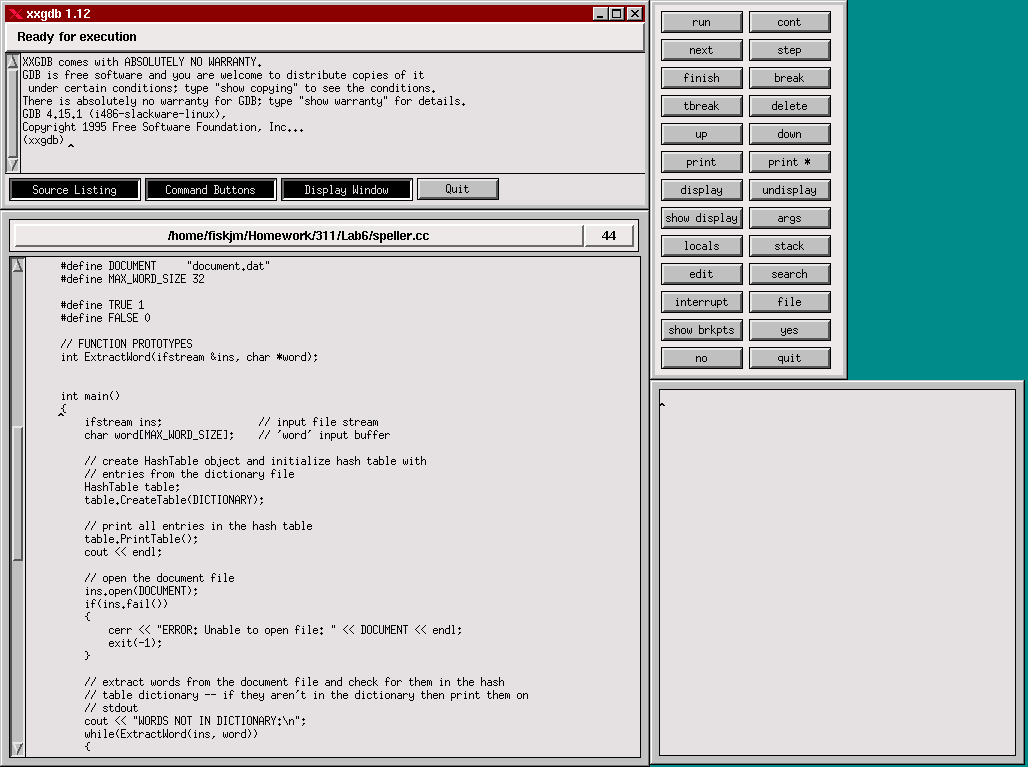 xxgdb 1.12
Ready for execution
XXGDB comes with ABSOLUTELY NO WARRANTY.
GDB is free software and you are welcome to distribute copies of it
 under certain conditions; type "show copying" to see the conditions.
There is absolutely no warranty for GDB; type "show warranty" for details.
GDB 4.15.1 (i486-slackware-linux),
Copyright 1995 Free Software Foundation, Inc...
(xxgdb)
Source Listing Command Buttons Display Window Quit
/home/fiskjm/Homework/311/Lab6/speller.cc 44
#define DOCUMENT     "document.dat"
#define MAX_WORD_SIZE 32
#define TRUE 1
#define FALSE 0
// FUNCTION PROTOTYPES
int ExtractWord(ifstream &ins, char *word);
int main()
{
    ifstream ins;                // input file stream
    char word[MAX_WORD_SIZE];    // 'word' input buffer
    // create HashTable object and initialize hash table with
    // entries from the dictionary file
    HashTable table;
    table.CreateTable(DICTIONARY);
    // print all entries in the hash table
    table.PrintTable();
    cout << endl;
    // open the document file
    ins.open(DOCUMENT);
    if(ins.fail())
    {
        cerr << "ERROR: Unable to open file: " << DOCUMENT << endl;
        exit(-1);
    }
    // extract words from the document file and check for them in the hash
    // table dictionary -- if they aren't in the dictionary then print them on
    // stdout
    cout << "WORDS NOT IN DICTIONARY:\n";
    while(ExtractWord(ins, word))
    {
run cont
next step
finish break
tbreak delete
up down
print print *
display undisplay
show display args
locals stack
edit search
interrupt file
show brkpts yes
no quit